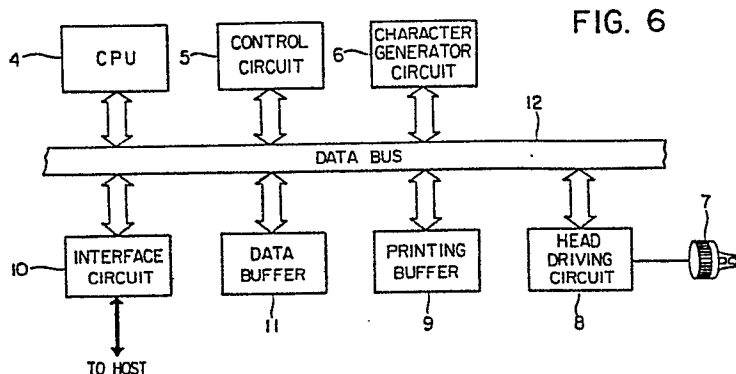 FIG. 6
4
CPU
5
CONTROL
CIRCUIT
6
CHARACTER
GENERATOR
CIRCUIT
12
DATA BUS
10
INTERFACE
CIRCUIT
DATA
BUFFER
11
PRINTING
BUFFER
9
HEAD
DRIVING
CIRCUIT
8
7
TO HOST